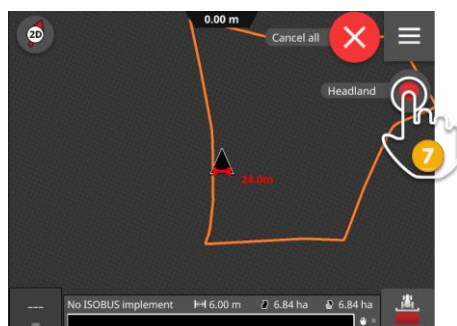 0.00 m
2D
Cancel all
Headland
7
24.0m
---
No ISOBUS implement 6.00 m 6.84 ha 6.84 ha